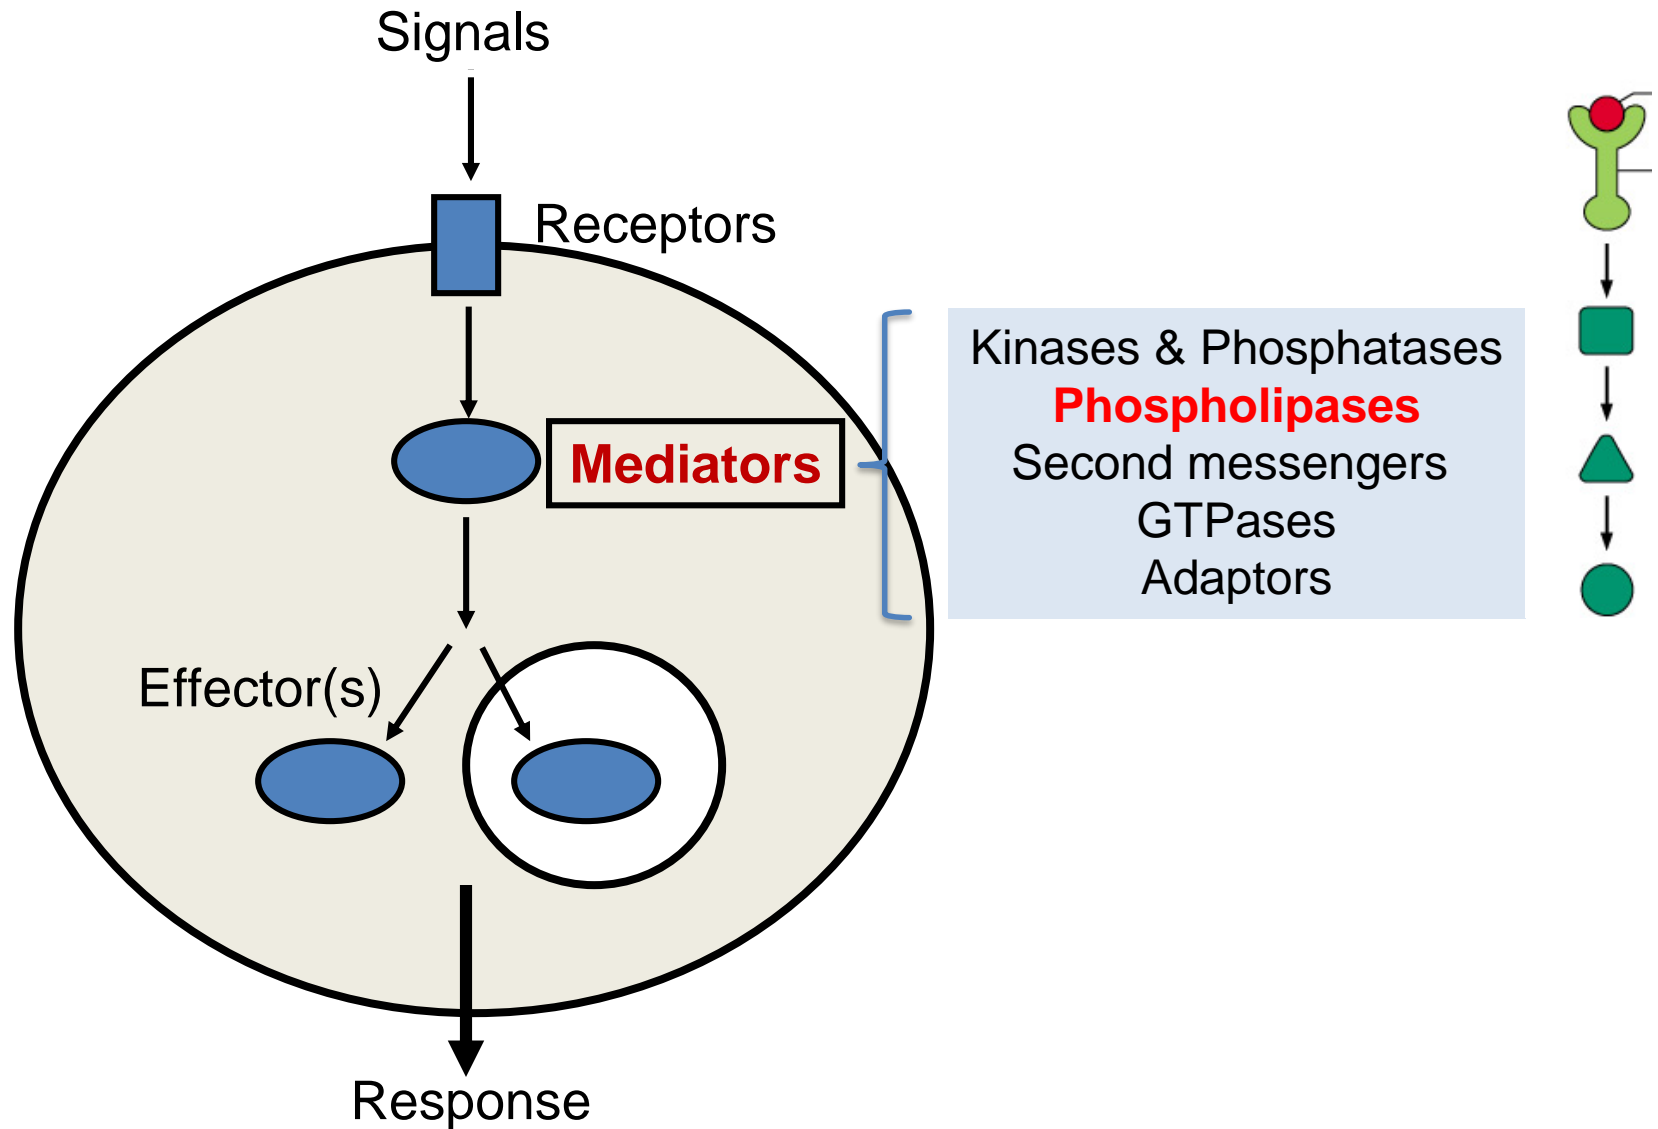 Signals
Receptors
Mediators
Kinases & Phosphatases
Phospholipases
Second messengers
GTPases
Adaptors
Effector(s)
Response